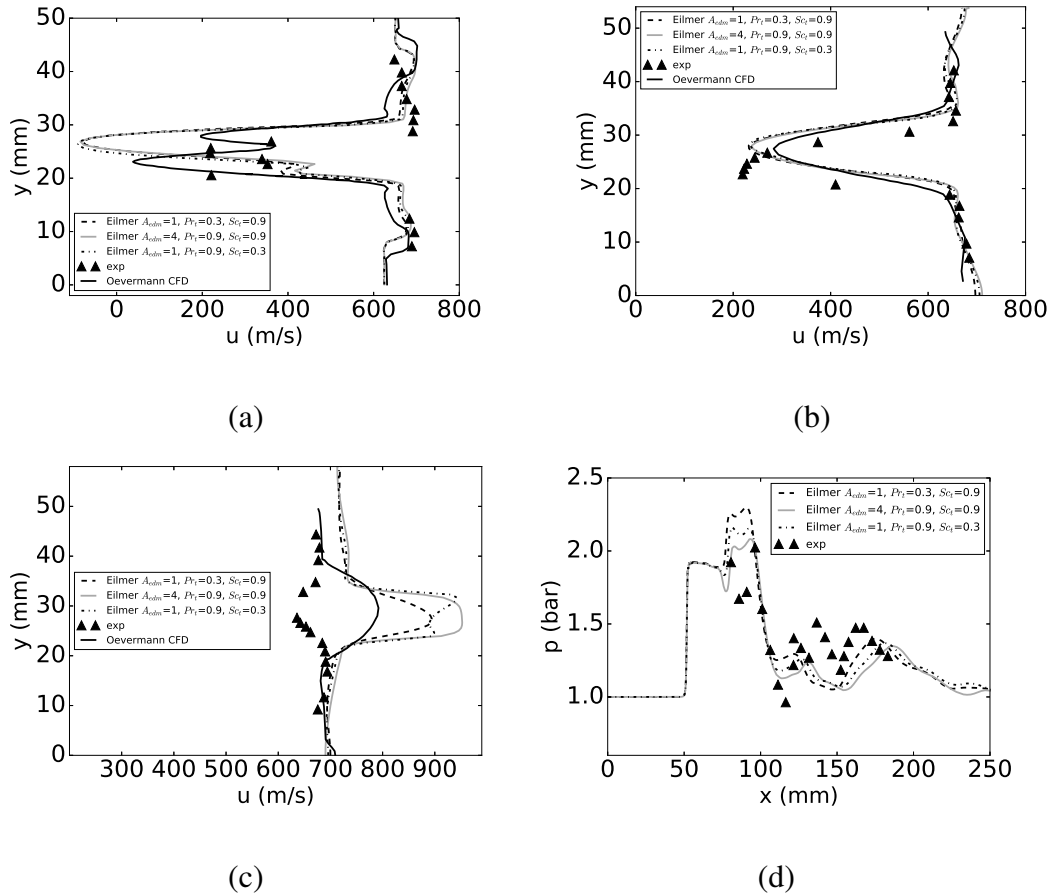 50
40
30
20
10
0
y (mm)
Eilmer A_edm=1, Pr_t=0.3, Sc_t=0.9
Eilmer A_edm=4, Pr_t=0.9, Sc_t=0.9
Eilmer A_edm=1, Pr_t=0.9, Sc_t=0.3
exp
Oevermann CFD
0 200 400 600 800
u (m/s)
(a)
50
40
30
20
10
0
y (mm)
Eilmer A_edm=1, Pr_t=0.3, Sc_t=0.9
Eilmer A_edm=4, Pr_t=0.9, Sc_t=0.9
Eilmer A_edm=1, Pr_t=0.9, Sc_t=0.3
exp
Oevermann CFD
0 200 400 600 800
u (m/s)
(b)
50
40
30
20
10
0
y (mm)
Eilmer A_edm=1, Pr_t=0.3, Sc_t=0.9
Eilmer A_edm=4, Pr_t=0.9, Sc_t=0.9
Eilmer A_edm=1, Pr_t=0.9, Sc_t=0.3
exp
Oevermann CFD
300 400 500 600 700 800 900
u (m/s)
(c)
2.5
2.0
1.5
1.0
p (bar)
Eilmer A_edm=1, Pr_t=0.3, Sc_t=0.9
Eilmer A_edm=4, Pr_t=0.9, Sc_t=0.9
Eilmer A_edm=1, Pr_t=0.9, Sc_t=0.3
exp
0 50 100 150 200 250
x (mm)
(d)